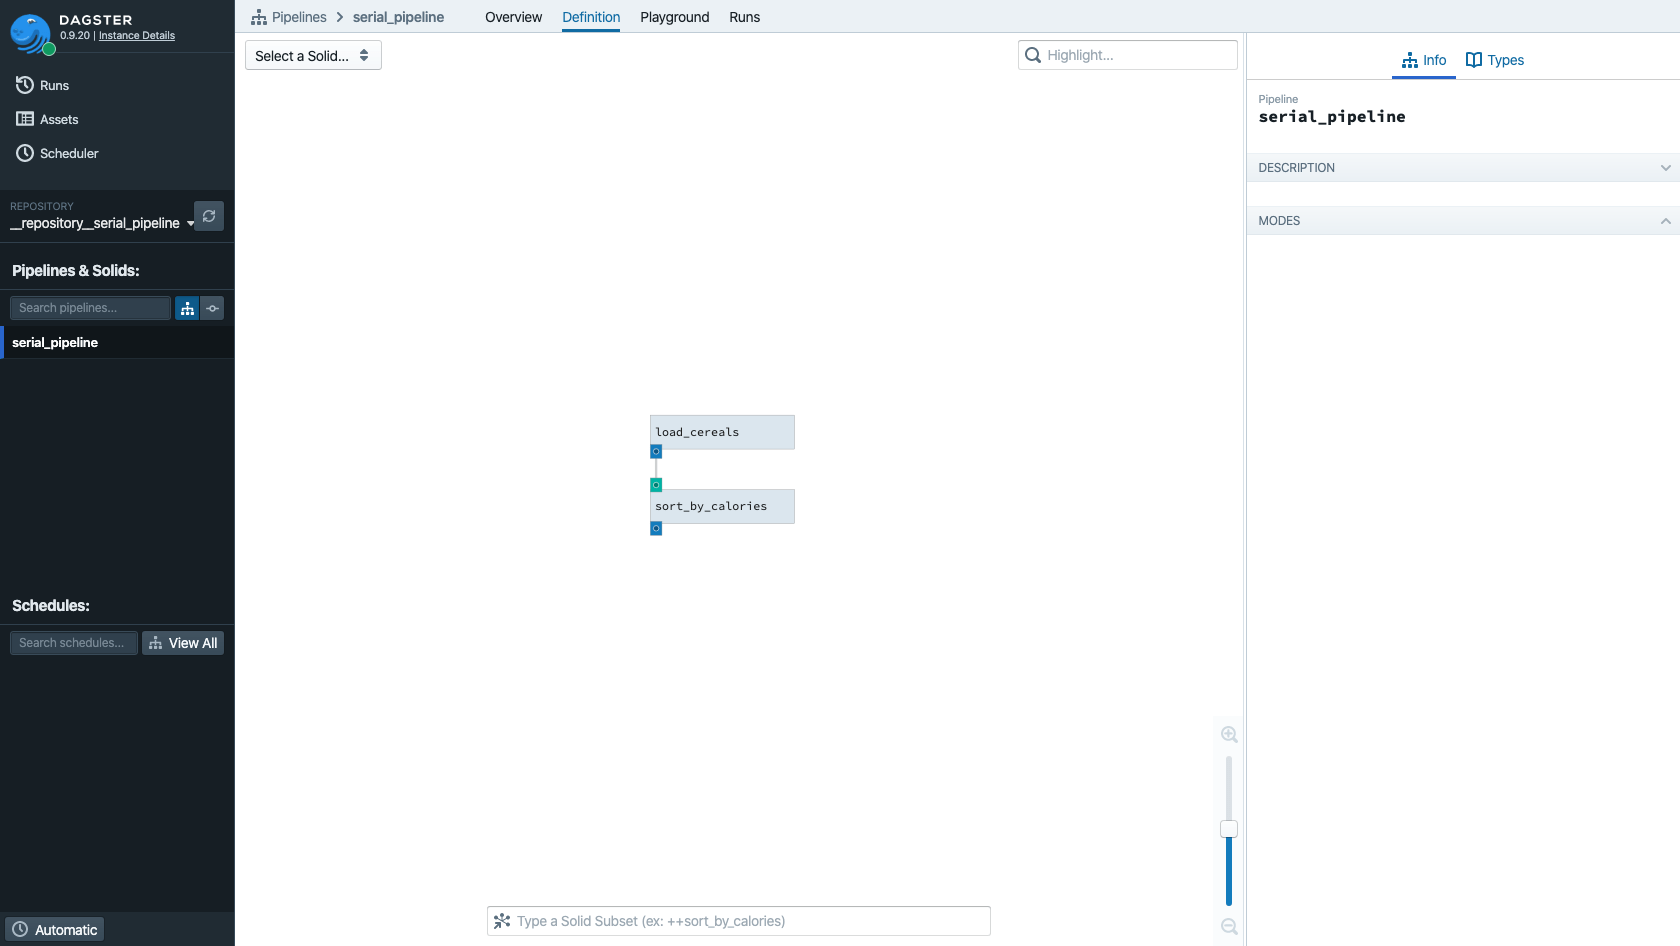 DAGSTER
0.9.20 | Instance Details
Runs
Assets
Scheduler
REPOSITORY
__repository__serial_pipeline
Pipelines & Solids:
Search pipelines...
serial_pipeline
Schedules:
Search schedules...
View All
Automatic
Pipelines
serial_pipeline
Overview
Definition
Playground
Runs
Select a Solid...
Highlight...
load_cereals
sort_by_calories
Type a Solid Subset (ex: ++sort_by_calories)
Info
Types
Pipeline
serial_pipeline
DESCRIPTION
MODES